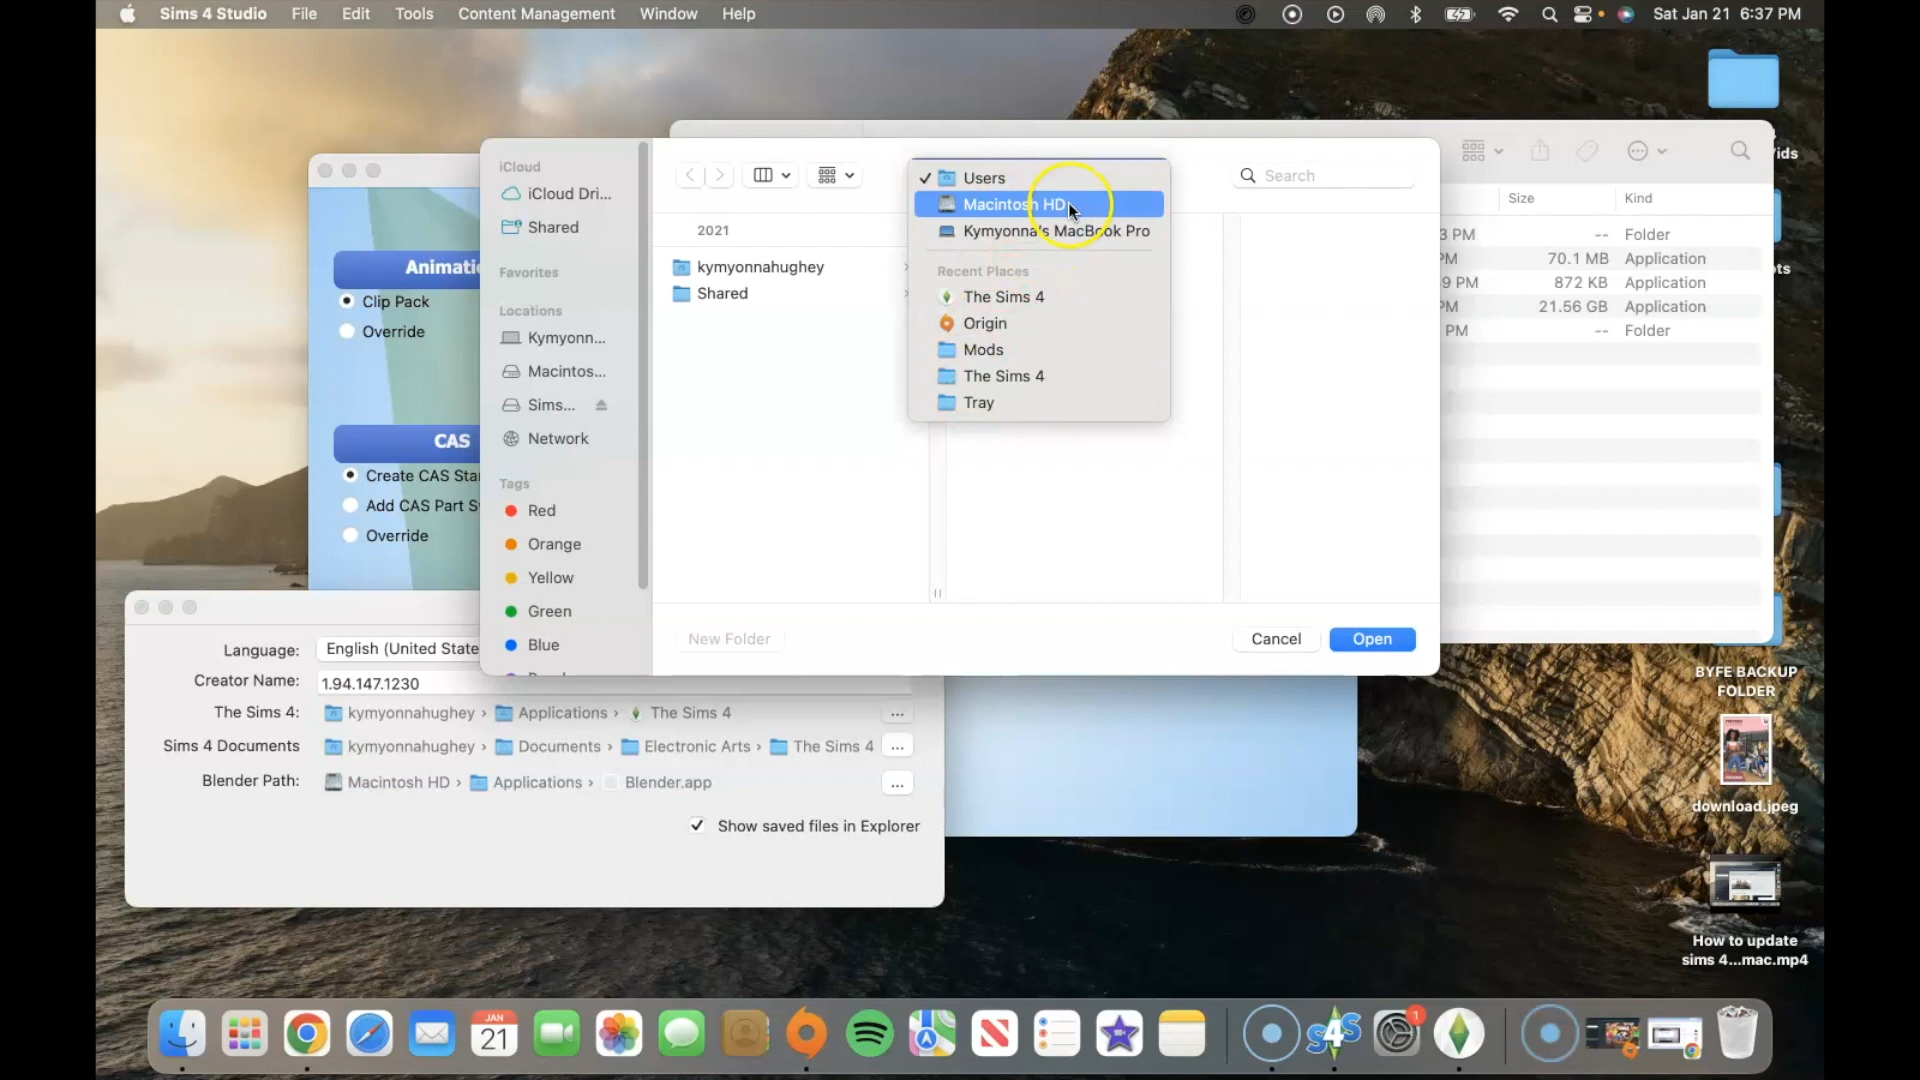 Sims 4 Studio File Edit Tools Content Management Window Help
Sat Jan 21 6:37 PM
iCloud
iCloud Dri...
Shared
Favorites
Locations
Kymyonn...
Macintos...
Sims...
Network
Tags
Red
Orange
Yellow
Green
Blue
Search
2021
kymyonnahughey
Shared
Users
Macintosh HD
Kymyonna's MacBook Pro
Recent Places
The Sims 4
Origin
Mods
The Sims 4
Tray
New Folder
Cancel
Open
Size Kind
3 PM -- Folder
PM 70.1 MB Application
9 PM 872 KB Application
PM 21.56 GB Application
PM -- Folder
Clip Pack
Override
CAS
Create CAS Sta
Add CAS Part S
Override
Language: English (United State
Creator Name: 1.94.147.1230
The Sims 4: kymyonnahughey › Applications › The Sims 4 ...
Sims 4 Documents kymyonnahughey › Documents › Electronic Arts › The Sims 4 ...
Blender Path: Macintosh HD › Applications › Blender.app ...
Show saved files in Explorer
BYFE BACKUP
FOLDER
download.jpeg
How to update
sims 4...mac.mp4
JAN
21
S4S
1